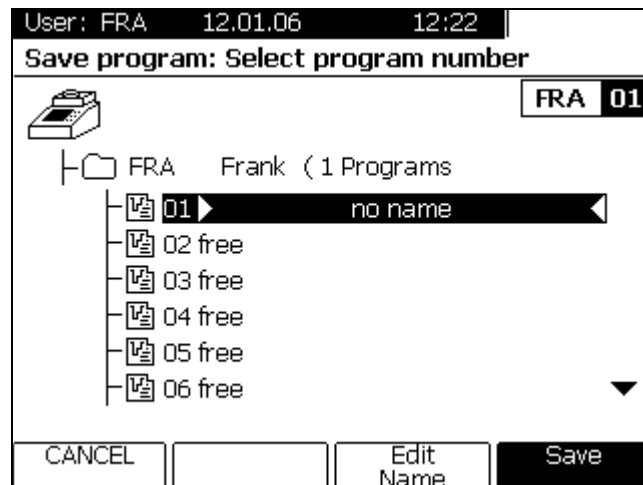 User: FRA 12.01.06 12:22
Save program: Select program number
FRA 01
FRA Frank ( 1 Programs
01 no name
02 free
03 free
04 free
05 free
06 free
CANCEL Edit Name Save